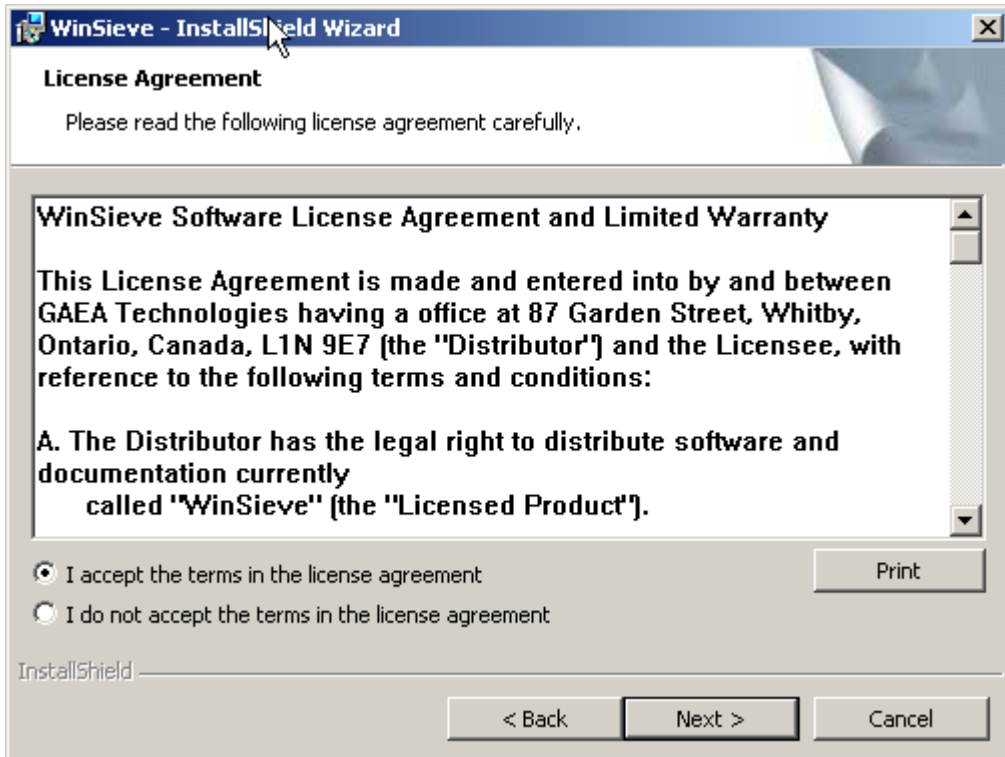 WinSieve - InstallShield Wizard
License Agreement
Please read the following license agreement carefully.
WinSieve Software License Agreement and Limited Warranty
This License Agreement is made and entered into by and between
GAEA Technologies having a office at 87 Garden Street, Whitby,
Ontario, Canada, L1N 9E7 (the "Distributor") and the Licensee, with
reference to the following terms and conditions:
A. The Distributor has the legal right to distribute software and
documentation currently
called "WinSieve" (the "Licensed Product").
I accept the terms in the license agreement
Print
I do not accept the terms in the license agreement
InstallShield
< Back
Next >
Cancel